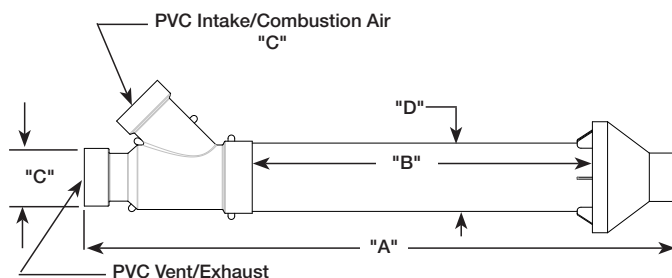 PVC Intake/Combustion Air
"C"
"D"
"B"
"C"
"A"
PVC Vent/Exhaust